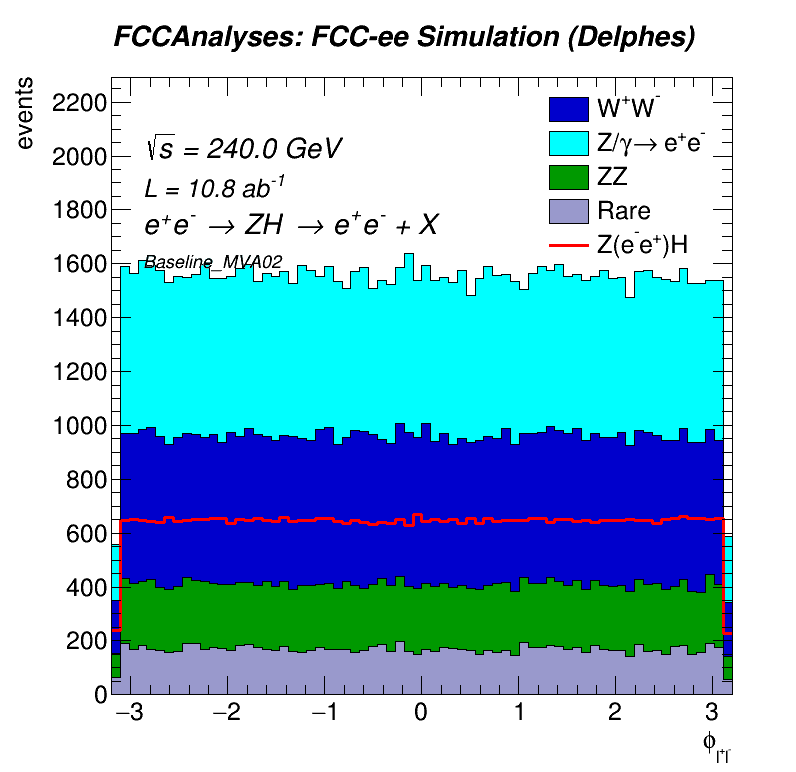 FCCAnalyses: FCC-ee Simulation (Delphes)
events
2200
2000
1800
1600
1400
1200
1000
800
600
400
200
0
√s = 240.0 GeV
L = 10.8 ab⁻¹
e⁺e⁻ → ZH → e⁺e⁻ + X
Baseline_MVA02
W⁺W⁻
Z/γ→ e⁺e⁻
ZZ
Rare
Z(e⁻e⁺)H
−3 −2 −1 0 1 2 3
ϕ_l⁺l⁻